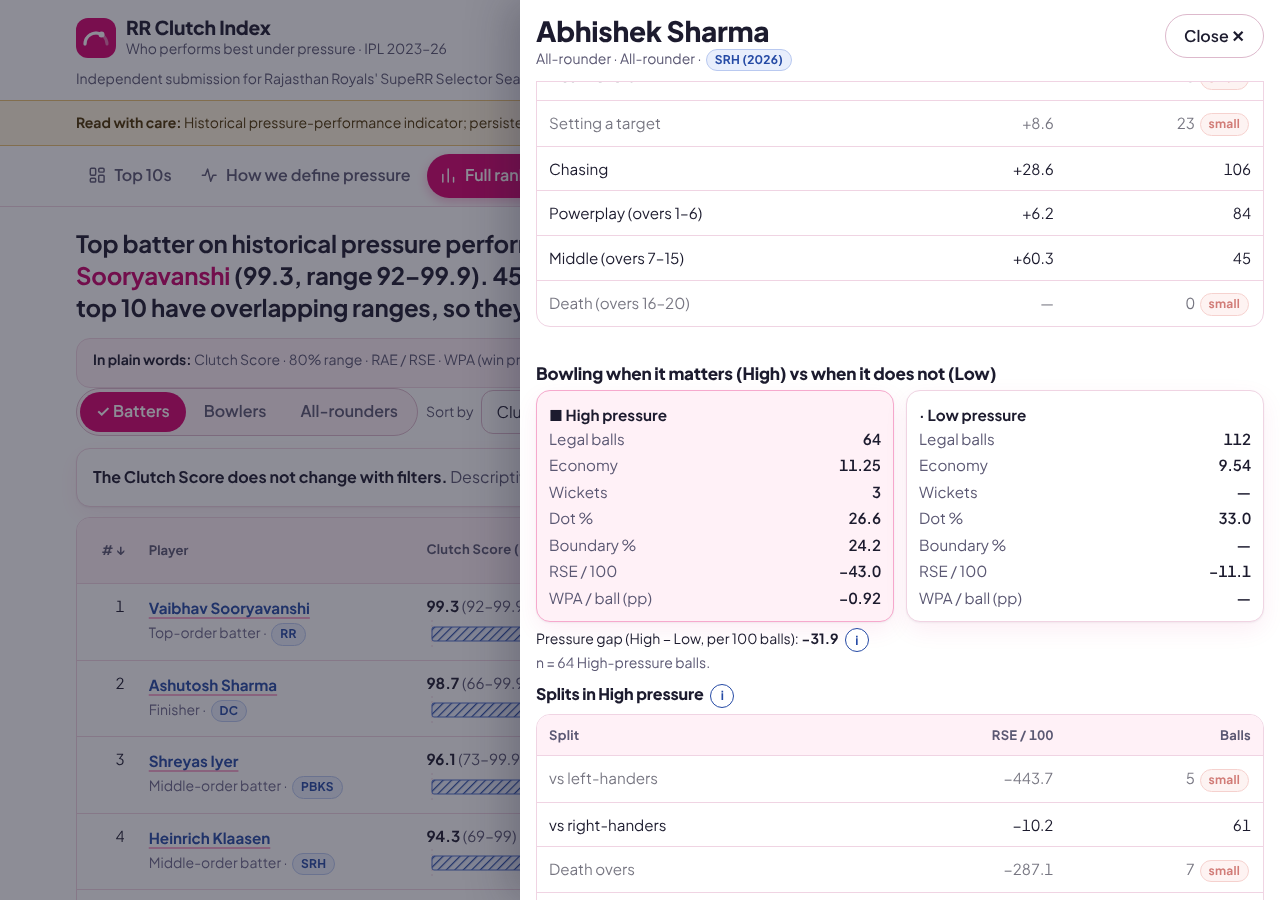 RR Clutch Index
Who performs best under pressure · IPL 2023–26
Independent submission for Rajasthan Royals' SupeRR Selector Sea
Read with care: Historical pressure-performance indicator; persiste
Top 10s
How we define pressure
Full ran
Top batter on historical pressure perfor
Sooryavanshi (99.3, range 92–99.9). 45
top 10 have overlapping ranges, so they
In plain words: Clutch Score · 80% range · RAE / RSE · WPA (win pr
✓ Batters
Bowlers
All-rounders
Sort by
Clu
The Clutch Score does not change with filters. Descripti
# ↓ Player Clutch Score (
1 Vaibhav Sooryavanshi 99.3 (92–99.9
Top-order batter · RR
2 Ashutosh Sharma 98.7 (66–99.9
Finisher · DC
3 Shreyas Iyer 96.1 (73–99.9
Middle-order batter · PBKS
4 Heinrich Klaasen 94.3 (69–99)
Middle-order batter · SRH
Abhishek Sharma
All-rounder · All-rounder · SRH (2026)
Close ✕
Setting a target +8.6 23 small
Chasing +28.6 106
Powerplay (overs 1–6) +6.2 84
Middle (overs 7–15) +60.3 45
Death (overs 16–20) — 0 small
Bowling when it matters (High) vs when it does not (Low)
■ High pressure
Legal balls 64
Economy 11.25
Wickets 3
Dot % 26.6
Boundary % 24.2
RSE / 100 −43.0
WPA / ball (pp) −0.92
· Low pressure
Legal balls 112
Economy 9.54
Wickets —
Dot % 33.0
Boundary % —
RSE / 100 −11.1
WPA / ball (pp) —
Pressure gap (High − Low, per 100 balls): −31.9 i
n = 64 High-pressure balls.
Splits in High pressure i
Split RSE / 100 Balls
vs left-handers −443.7 5 small
vs right-handers −10.2 61
Death overs −287.1 7 small